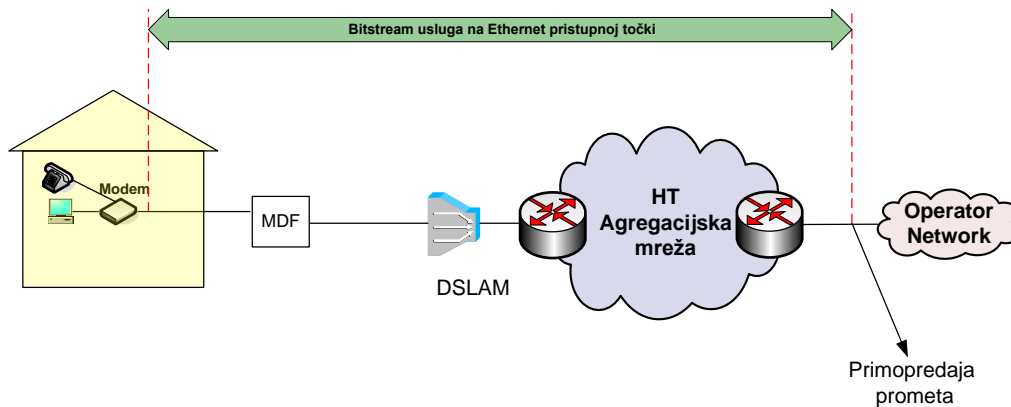 Bitstream usluga na Ethernet pristupnoj točki
Modem
MDF
DSLAM
HT
Agregacijska
mreža
Operator
Network
Primopredaja
prometa